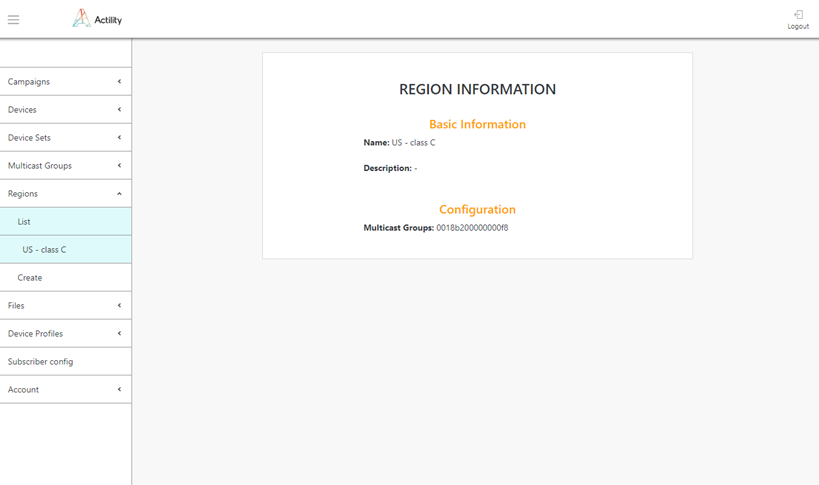 Actility
Logout
Campaigns
Devices
Device Sets
Multicast Groups
Regions
List
US - class C
Create
Files
Device Profiles
Subscriber config
Account
REGION INFORMATION
Basic Information
Name: US - class C
Description: -
Configuration
Multicast Groups: 0018b200000000f8